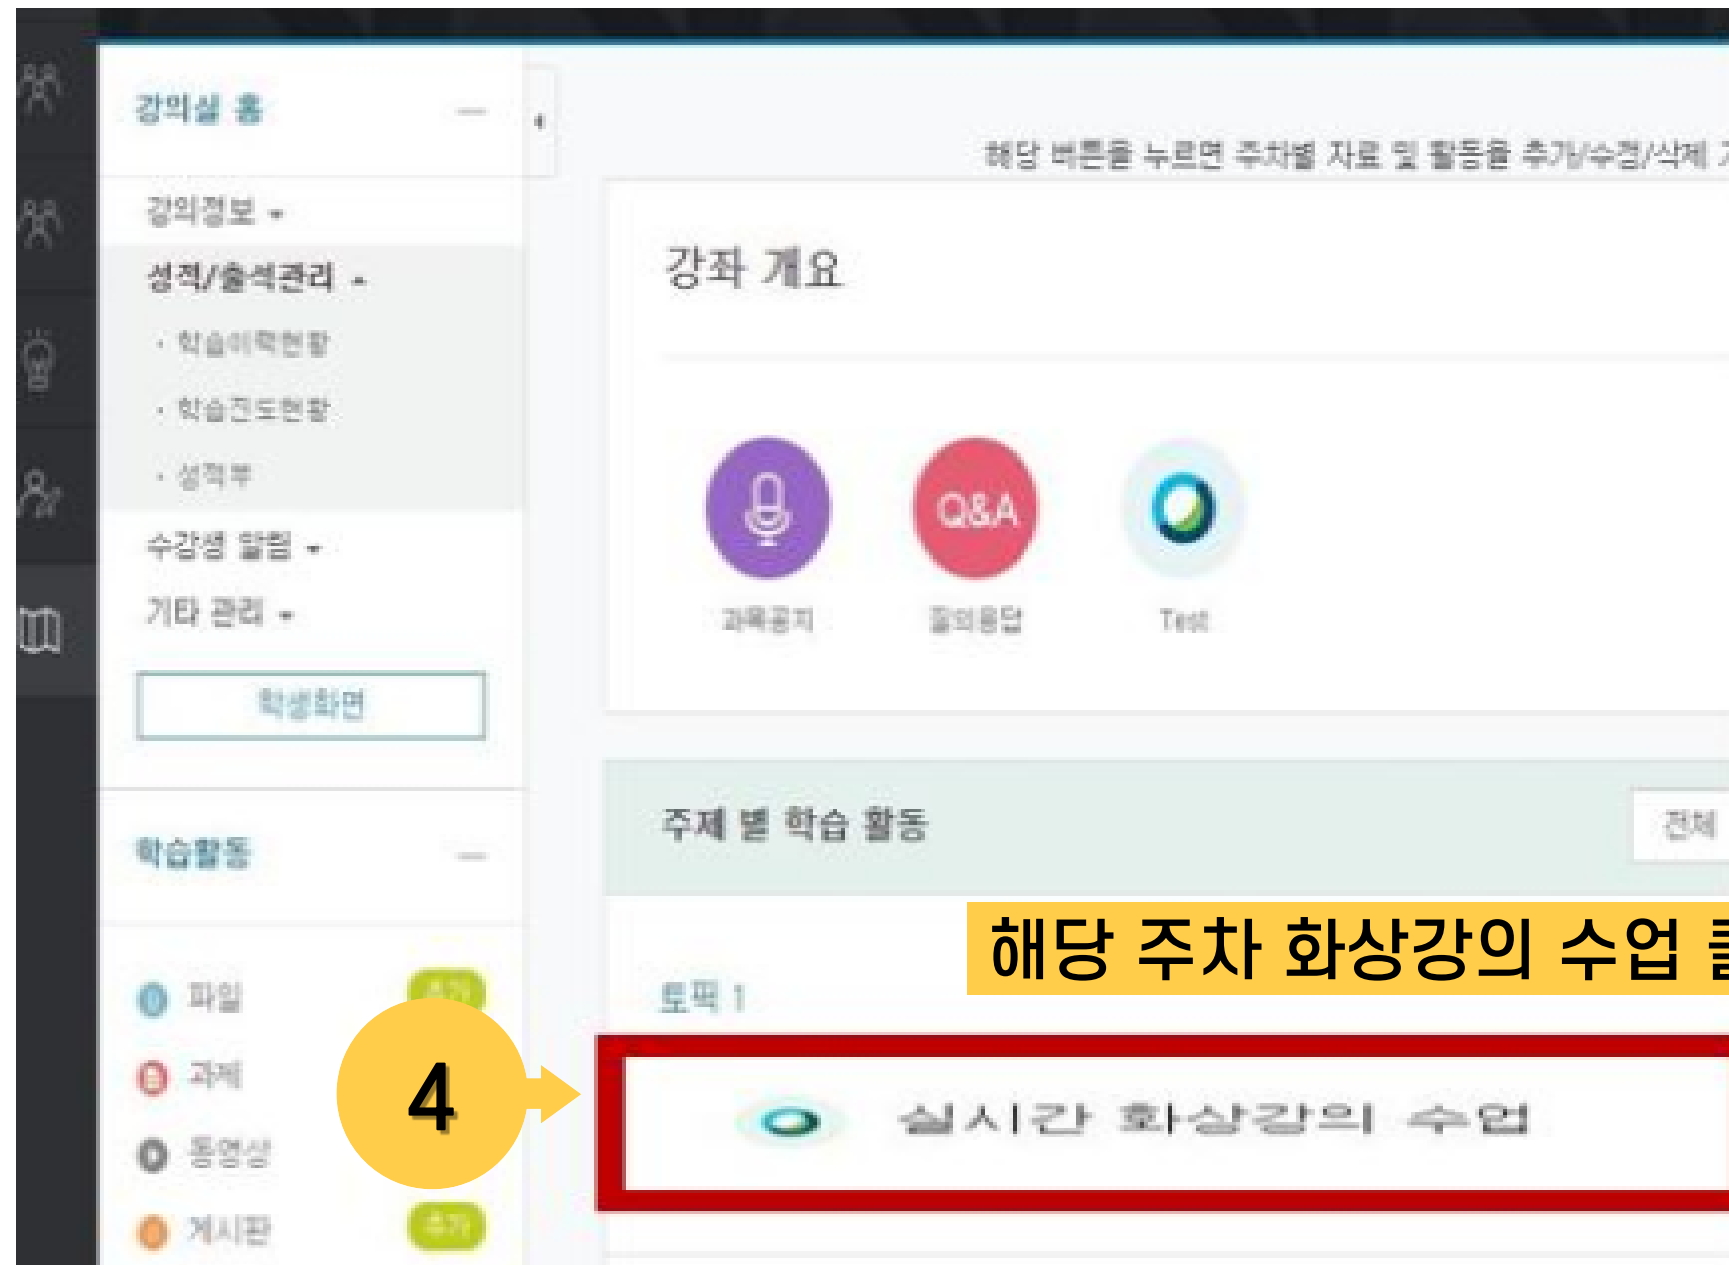 강의실 홈
해당 버튼을 누르면 주차별 자료 및 활동을 추가/수정/삭제
강의정보
성적/출석관리
· 학습이력현황
· 학습진도현황
· 성적부
수강생 알림
기타 관리
학생화면
강좌 개요
Q&A
과목공지
질의응답
Test
주제 별 학습 활동
전체
학습활동
해당 주차 화상강의 수업
토픽 1
파일
추가
과제
동영상
게시판
추가
4
실시간 화상강의 수업